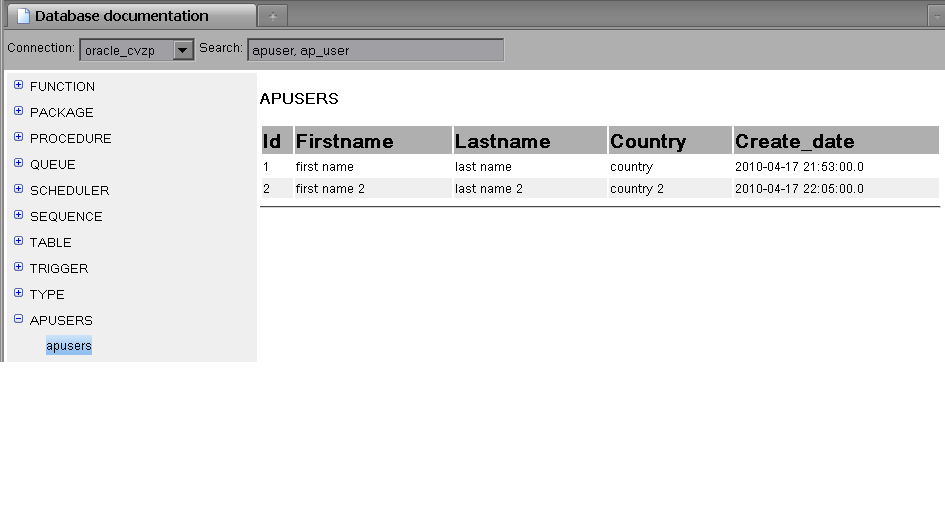 Database documentation
Connection: oracle_cvzp Search: apuser, ap_user
FUNCTION
PACKAGE
PROCEDURE
QUEUE
SCHEDULER
SEQUENCE
TABLE
TRIGGER
TYPE
APUSERS
apusers
APUSERS
Id Firstname Lastname Country Create_date
1 first name last name country 2010-04-17 21:53:00.0
2 first name 2 last name 2 country 2 2010-04-17 22:05:00.0